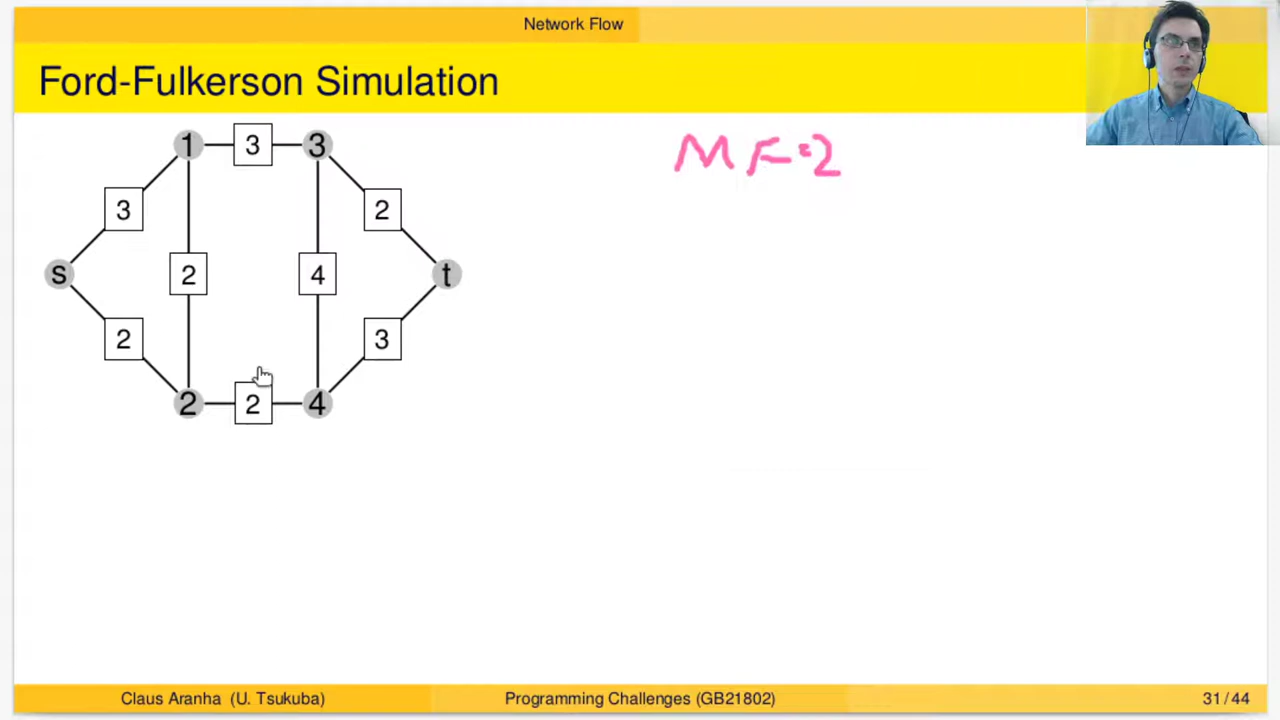 Network Flow
Ford-Fulkerson Simulation
MF=2
1 3 3
3 2
s 2 4 t
2 3
2 2 4
Claus Aranha (U. Tsukuba) Programming Challenges (GB21802) 31 / 44